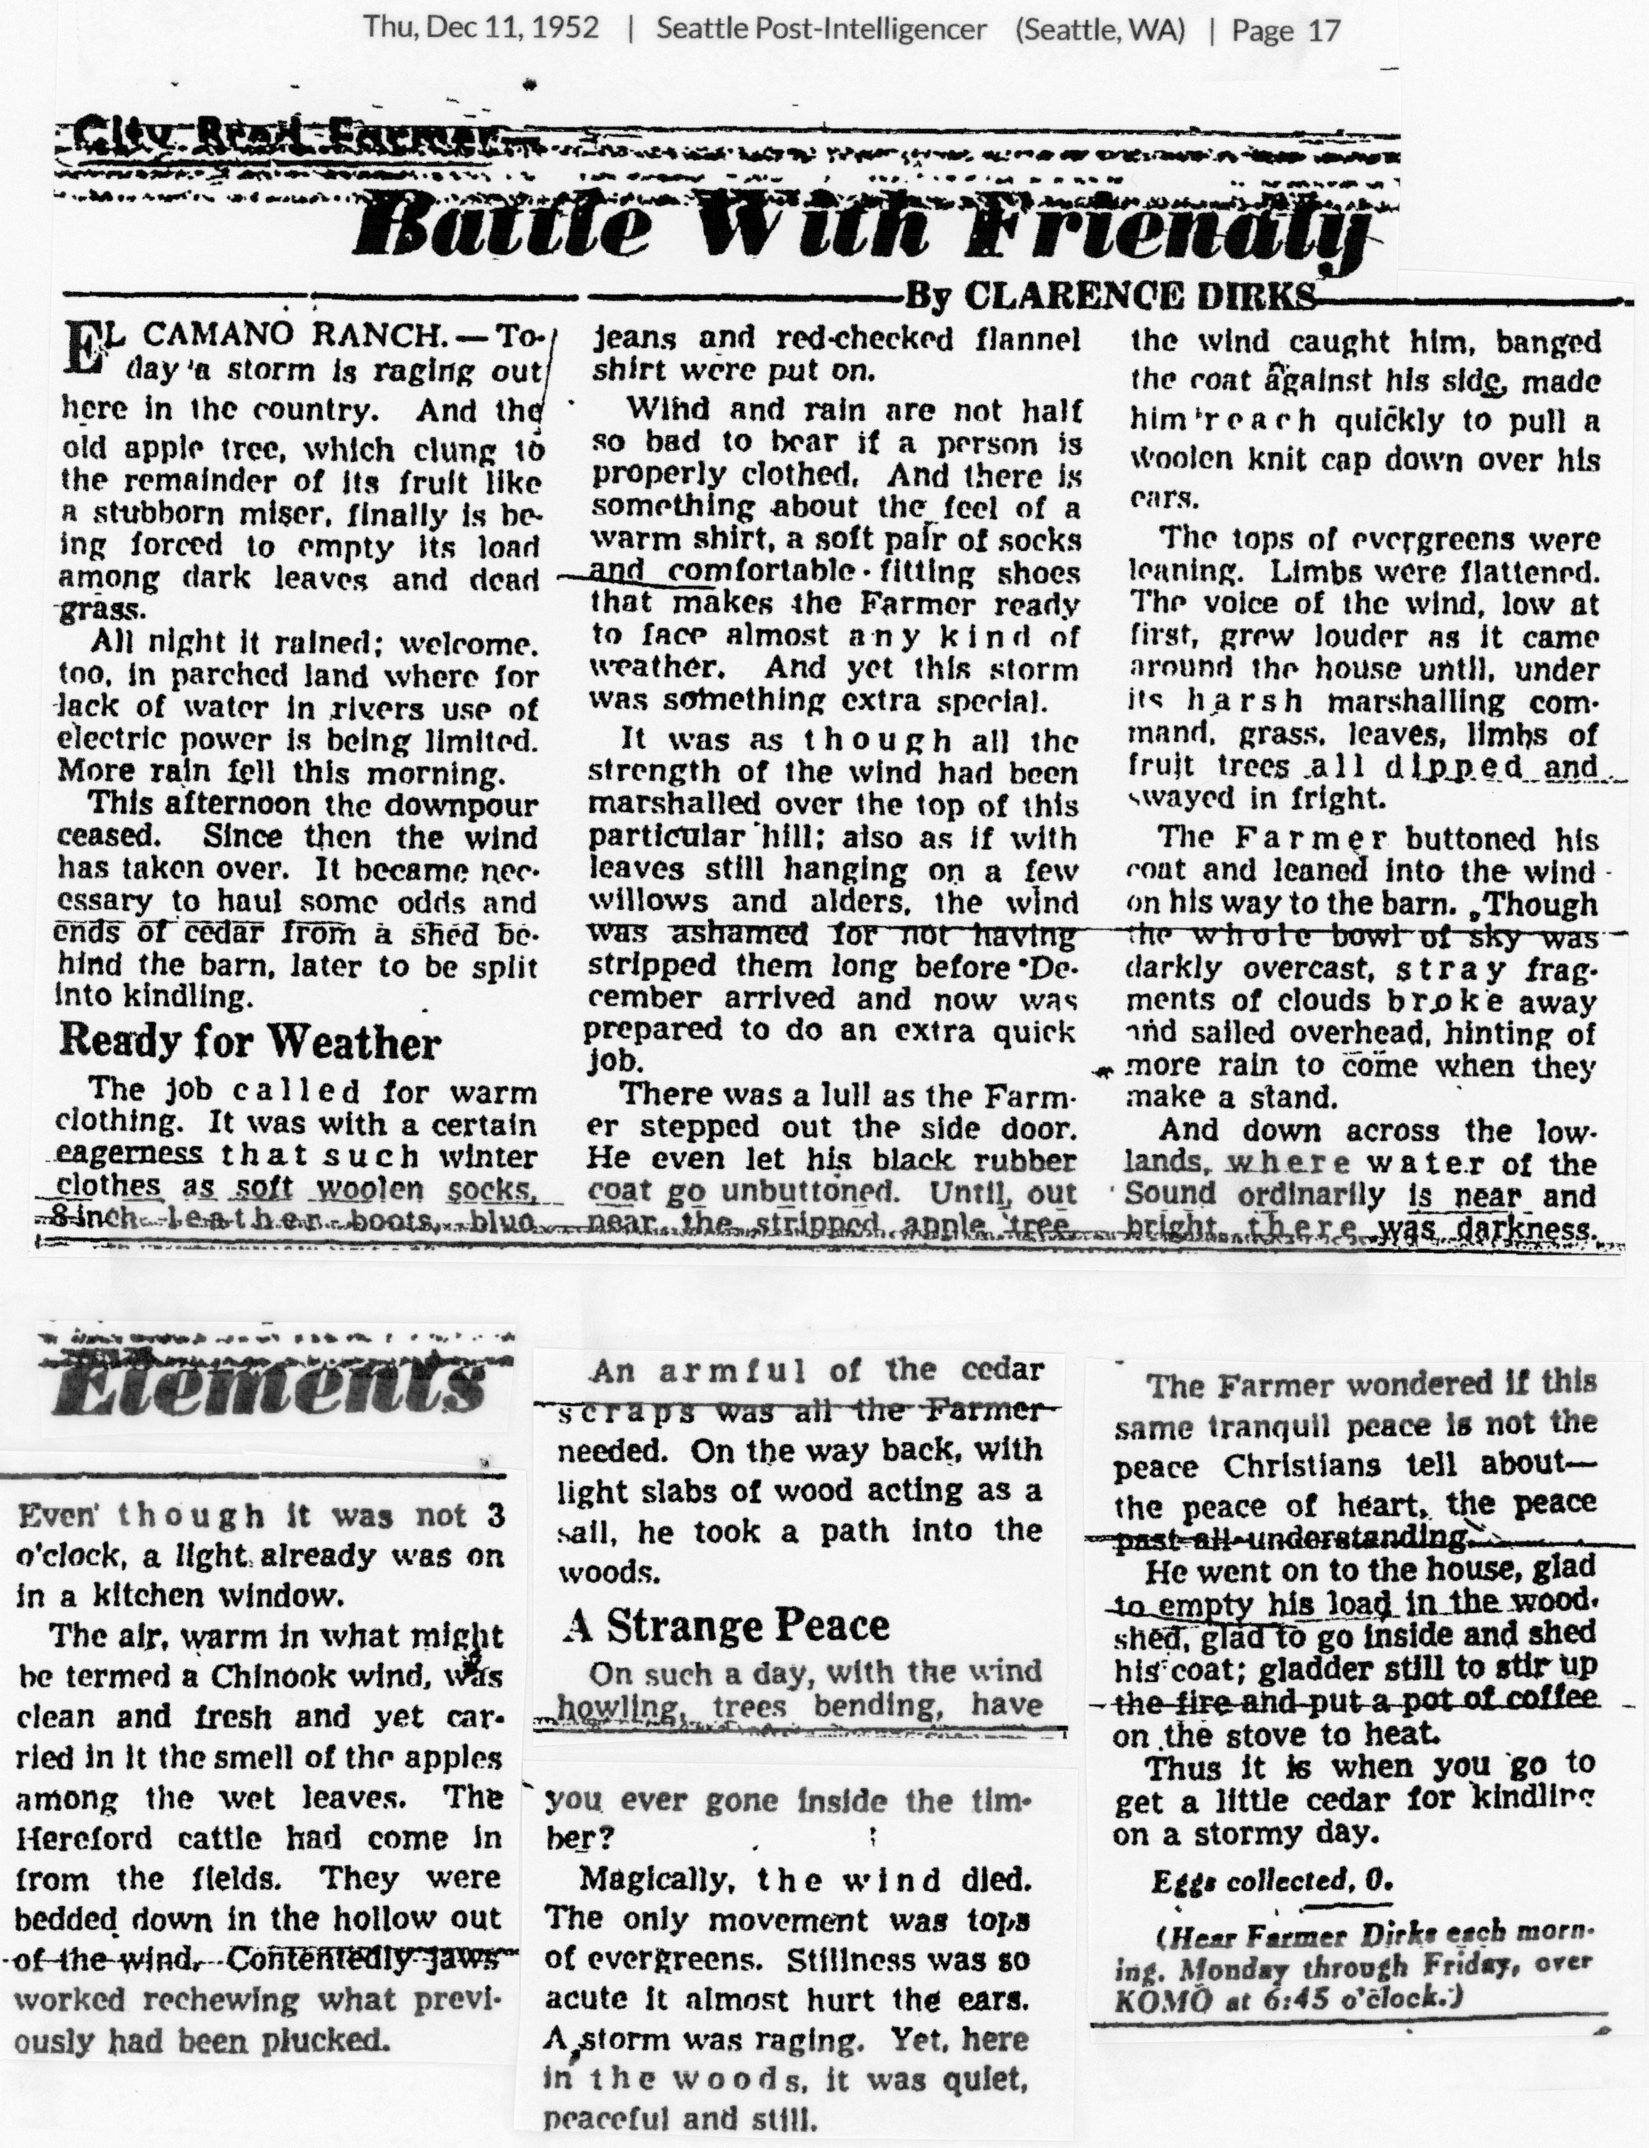 Thu, Dec 11, 1952 | Seattle Post-Intelligencer (Seattle, WA) | Page 17
City Bred Farmer
Battle With Friendly
By CLARENCE DIRKS
EL CAMANO RANCH.—To-
day a storm is raging out
here in the country. And the
old apple tree, which clung to
the remainder of its fruit like
a stubborn miser, finally is be-
ing forced to empty its load
among dark leaves and dead
grass.
All night it rained; welcome,
too, in parched land where for
lack of water in rivers use of
electric power is being limited.
More rain fell this morning.
This afternoon the downpour
ceased. Since then the wind
has taken over. It became nec-
essary to haul some odds and
ends of cedar from a shed be-
hind the barn, later to be split
into kindling.
Ready for Weather
The job called for warm
clothing. It was with a certain
eagerness that such winter
clothes as soft woolen socks,
8-inch leather boots, blue
jeans and red-checked flannel
shirt were put on.
Wind and rain are not half
so bad to bear if a person is
properly clothed. And there is
something about the feel of a
warm shirt, a soft pair of socks
and comfortable-fitting shoes
that makes the Farmer ready
to face almost any kind of
weather. And yet this storm
was something extra special.
It was as though all the
strength of the wind had been
marshalled over the top of this
particular hill; also as if with
leaves still hanging on a few
willows and alders, the wind
was ashamed for not having
stripped them long before De-
cember arrived and now was
prepared to do an extra quick
job.
There was a lull as the Farm-
er stepped out the side door.
He even let his black rubber
coat go unbuttoned. Until, out
near the stripped apple tree
the wind caught him, banged
the coat against his side, made
him reach quickly to pull a
woolen knit cap down over his
ears.
The tops of evergreens were
leaning. Limbs were flattened.
The voice of the wind, low at
first, grew louder as it came
around the house until, under
its harsh marshalling com-
mand, grass, leaves, limbs of
fruit trees all dipped and
swayed in fright.
The Farmer buttoned his
coat and leaned into the wind
on his way to the barn. Though
the whole bowl of sky was
darkly overcast, stray frag-
ments of clouds broke away
and sailed overhead, hinting of
more rain to come when they
make a stand.
And down across the low-
lands, where water of the
Sound ordinarily is near and
bright there was darkness.
Elements
Even though it was not 3
o'clock, a light already was on
in a kitchen window.
The air, warm in what might
be termed a Chinook wind, was
clean and fresh and yet car-
ried in it the smell of the apples
among the wet leaves. The
Hereford cattle had come in
from the fields. They were
bedded down in the hollow out
of the wind. Contentedly jaws
worked rechewing what previ-
ously had been plucked.
An armful of the cedar
scraps was all the Farmer
needed. On the way back, with
light slabs of wood acting as a
sail, he took a path into the
woods.
A Strange Peace
On such a day, with the wind
howling, trees bending, have
you ever gone inside the tim-
ber?
Magically, the wind died.
The only movement was tops
of evergreens. Stillness was so
acute it almost hurt the ears.
A storm was raging. Yet, here
in the woods, it was quiet,
peaceful and still.
The Farmer wondered if this
same tranquil peace is not the
peace Christians tell about—
the peace of heart, the peace
past all understanding.
He went on to the house, glad
to empty his load in the wood-
shed, glad to go inside and shed
his coat; gladder still to stir up
the fire and put a pot of coffee
on the stove to heat.
Thus it is when you go to
get a little cedar for kindling
on a stormy day.
Eggs collected, 0.
(Hear Farmer Dirks each morn-
ing, Monday through Friday, over
KOMO at 6:45 o'clock.)